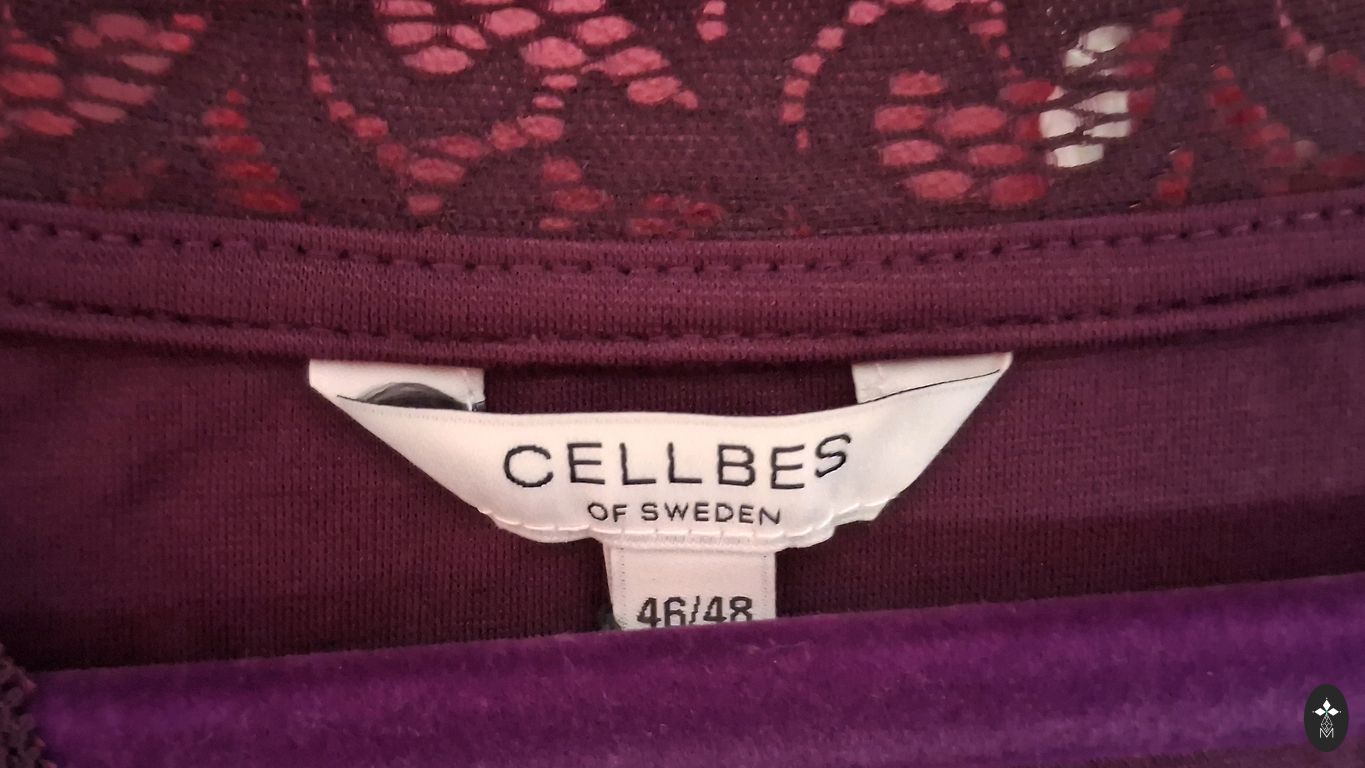 CELLBES
OF SWEDEN
46/48
M